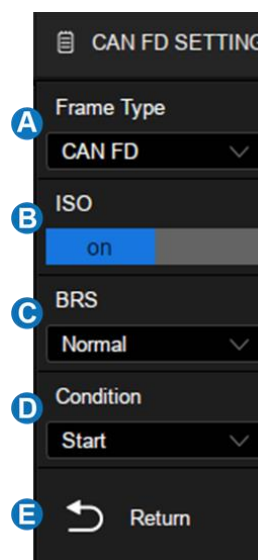 CAN FD SETTING
A
Frame Type
CAN FD
B
ISO
on
C
BRS
Normal
D
Condition
Start
E
Return